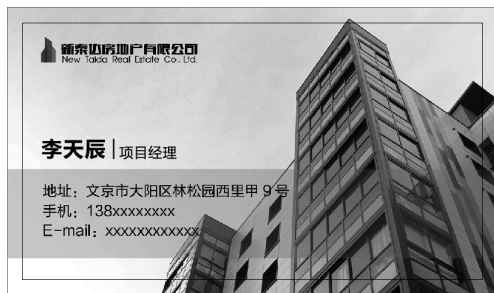 新泰达房地产有限公司
New Taida Real Estate Co., Ltd.
李天辰|项目经理
地址：文京市大阳区林松园西里甲9号
手机：138xxxxxxxx
E-mail：xxxxxxxxxxxx